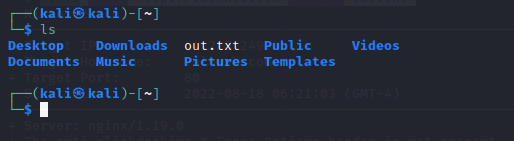 ┌──(kali㉿kali)-[~]
└─$ ls
Desktop Downloads out.txt Public Videos
Documents Music Pictures Templates
+ Target Port: 80
┌──(kali㉿kali)-[~]
2022-08-18 06:21:03 (GMT-4)
└─$
+ Server: nginx/1.19.0